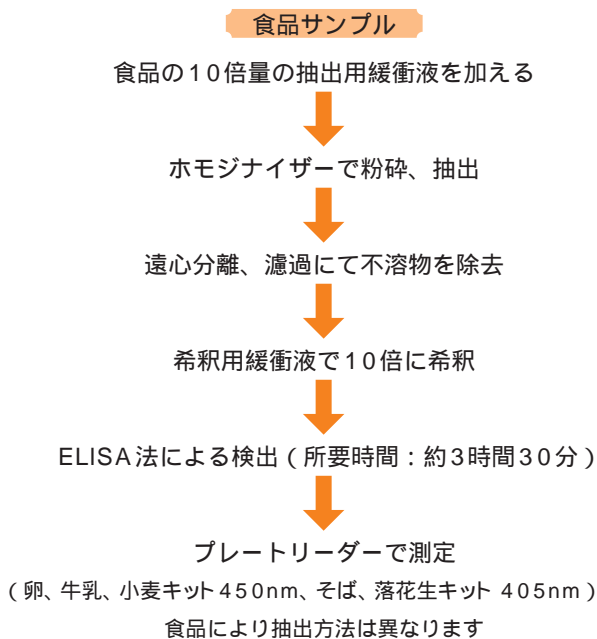 食品サンプル
食品の10倍量の抽出用緩衝液を加える
ホモジナイザーで粉砕、抽出
遠心分離、濾過にて不溶物を除去
希釈用緩衝液で10倍に希釈
ELISA法による検出(所要時間:約3時間30分)
プレートリーダーで測定
(卵、牛乳、小麦キット450nm、そば、落花生キット 405nm)
食品により抽出方法は異なります